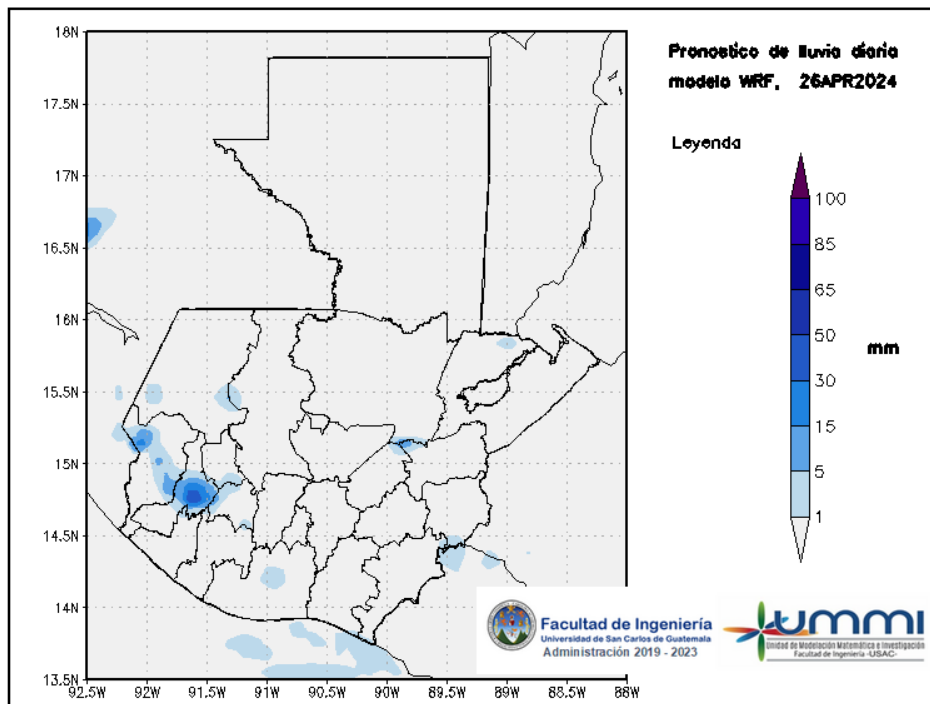 Pronostico de lluvia diaria
modelo WRF, 26APR2024
Leyenda
100
85
65
50
30
15
5
1
mm
18N
17.5N
17N
16.5N
16N
15.5N
15N
14.5N
14N
13.5N
92.5W
92W
91.5W
91W
90.5W
90W
89.5W
89W
88.5W
88W
Facultad de Ingeniería
Universidad de San Carlos de Guatemala
Administración 2019 - 2023
ummi
Unidad de Modelación Matemática e Investigación
Facultad de Ingeniería -USAC-